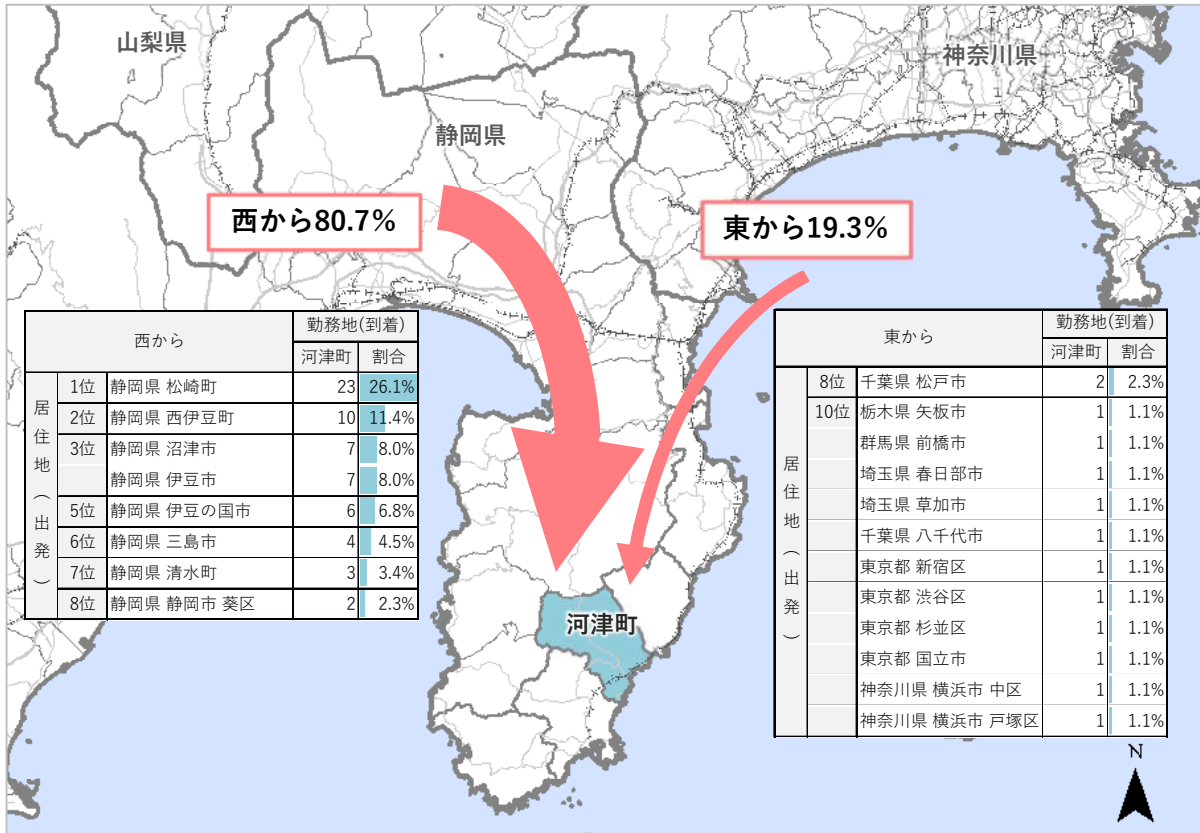 山梨県
神奈川県
静岡県
西から80.7%
東から19.3%
西から 勤務地(到着)
河津町 割合
居住地(出発)
1位 静岡県 松崎町 23 26.1%
2位 静岡県 西伊豆町 10 11.4%
3位 静岡県 沼津市 7 8.0%
静岡県 伊豆市 7 8.0%
5位 静岡県 伊豆の国市 6 6.8%
6位 静岡県 三島市 4 4.5%
7位 静岡県 清水町 3 3.4%
8位 静岡県 静岡市 葵区 2 2.3%
東から 勤務地(到着)
河津町 割合
居住地(出発)
8位 千葉県 松戸市 2 2.3%
10位 栃木県 矢板市 1 1.1%
群馬県 前橋市 1 1.1%
埼玉県 春日部市 1 1.1%
埼玉県 草加市 1 1.1%
千葉県 八千代市 1 1.1%
東京都 新宿区 1 1.1%
東京都 渋谷区 1 1.1%
東京都 杉並区 1 1.1%
東京都 国立市 1 1.1%
神奈川県 横浜市 中区 1 1.1%
神奈川県 横浜市 戸塚区 1 1.1%
河津町
N